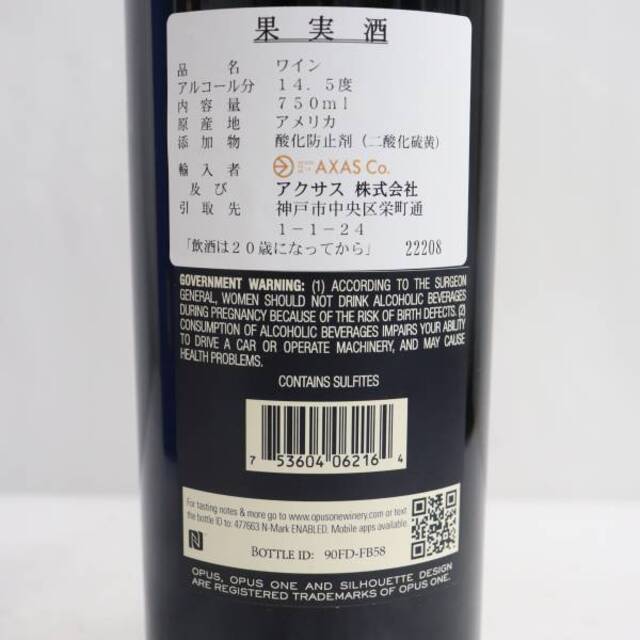 果実酒
品名 ワイン
アルコール分 14.5度
内容量 750ml
原産地 アメリカ
添加物 酸化防止剤(二酸化硫黄)
輸入者 AXAS Co.
及び アクサス 株式会社
引取先 神戸市中央区栄町通
1-1-24
「飲酒は20歳になってから」 22208
GOVERNMENT WARNING: (1) ACCORDING TO THE SURGEON
GENERAL, WOMEN SHOULD NOT DRINK ALCOHOLIC BEVERAGES
DURING PREGNANCY BECAUSE OF THE RISK OF BIRTH DEFECTS. (2)
CONSUMPTION OF ALCOHOLIC BEVERAGES IMPAIRS YOUR ABILITY
TO DRIVE A CAR OR OPERATE MACHINERY, AND MAY CAUSE
HEALTH PROBLEMS.
CONTAINS SULFITES
7 53604 06216 4
For tasting notes & more go to www.opusonewinery.com or text
the bottle ID to: 477663 N-Mark ENABLED. Mobile apps available.
BOTTLE ID: 90FD-FB58
OPUS, OPUS ONE AND SILHOUETTE DESIGN
ARE REGISTERED TRADEMARKS OF OPUS ONE.